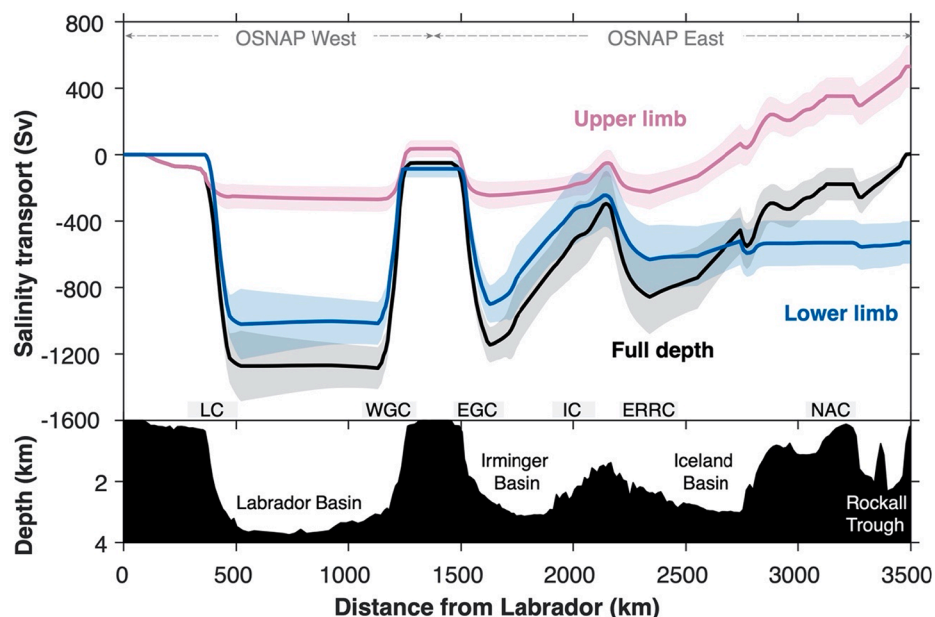 800
OSNAP West
OSNAP East
400
Upper limb
0
-400
-800
Lower limb
Full depth
-1200
LC
WGC
EGC
IC
ERRC
NAC
-1600
Salinity transport (Sv)
Irminger
Basin
Iceland
Basin
2
Labrador Basin
Rockall
Trough
4
Depth (km)
0
500
1000
1500
2000
2500
3000
3500
Distance from Labrador (km)